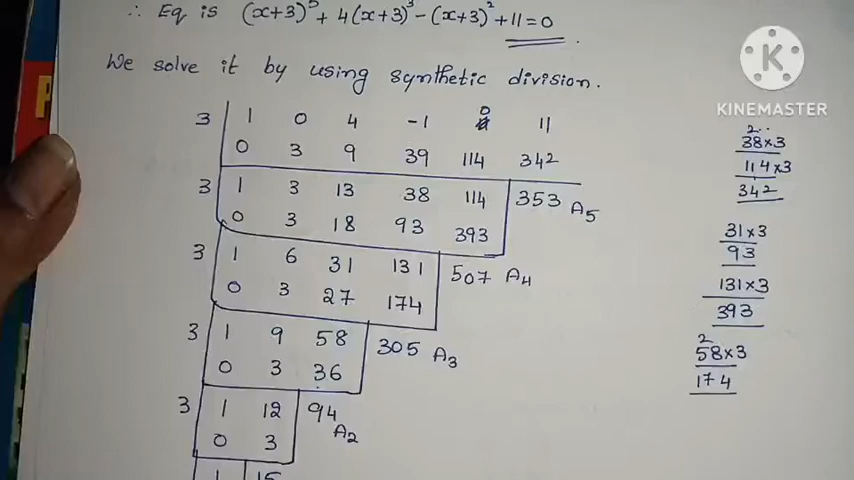 ∴ Eq is (x+3)⁵ + 4(x+3)³ - (x+3)² + 11 = 0
We solve it by using synthetic division.
3 | 1 0 4 -1 0 11
0 3 9 39 114 342
3 | 1 3 13 38 114 | 353 A₅
0 3 18 93 393
3 | 1 6 31 131 | 507 A₄
0 3 27 174
3 | 1 9 58 | 305 A₃
0 3 36
3 | 1 12 | 94 A₂
0 3
1 | 15
K
KINEMASTER
2
38×3
114×3
342
31×3
93
131×3
393
2
58×3
174